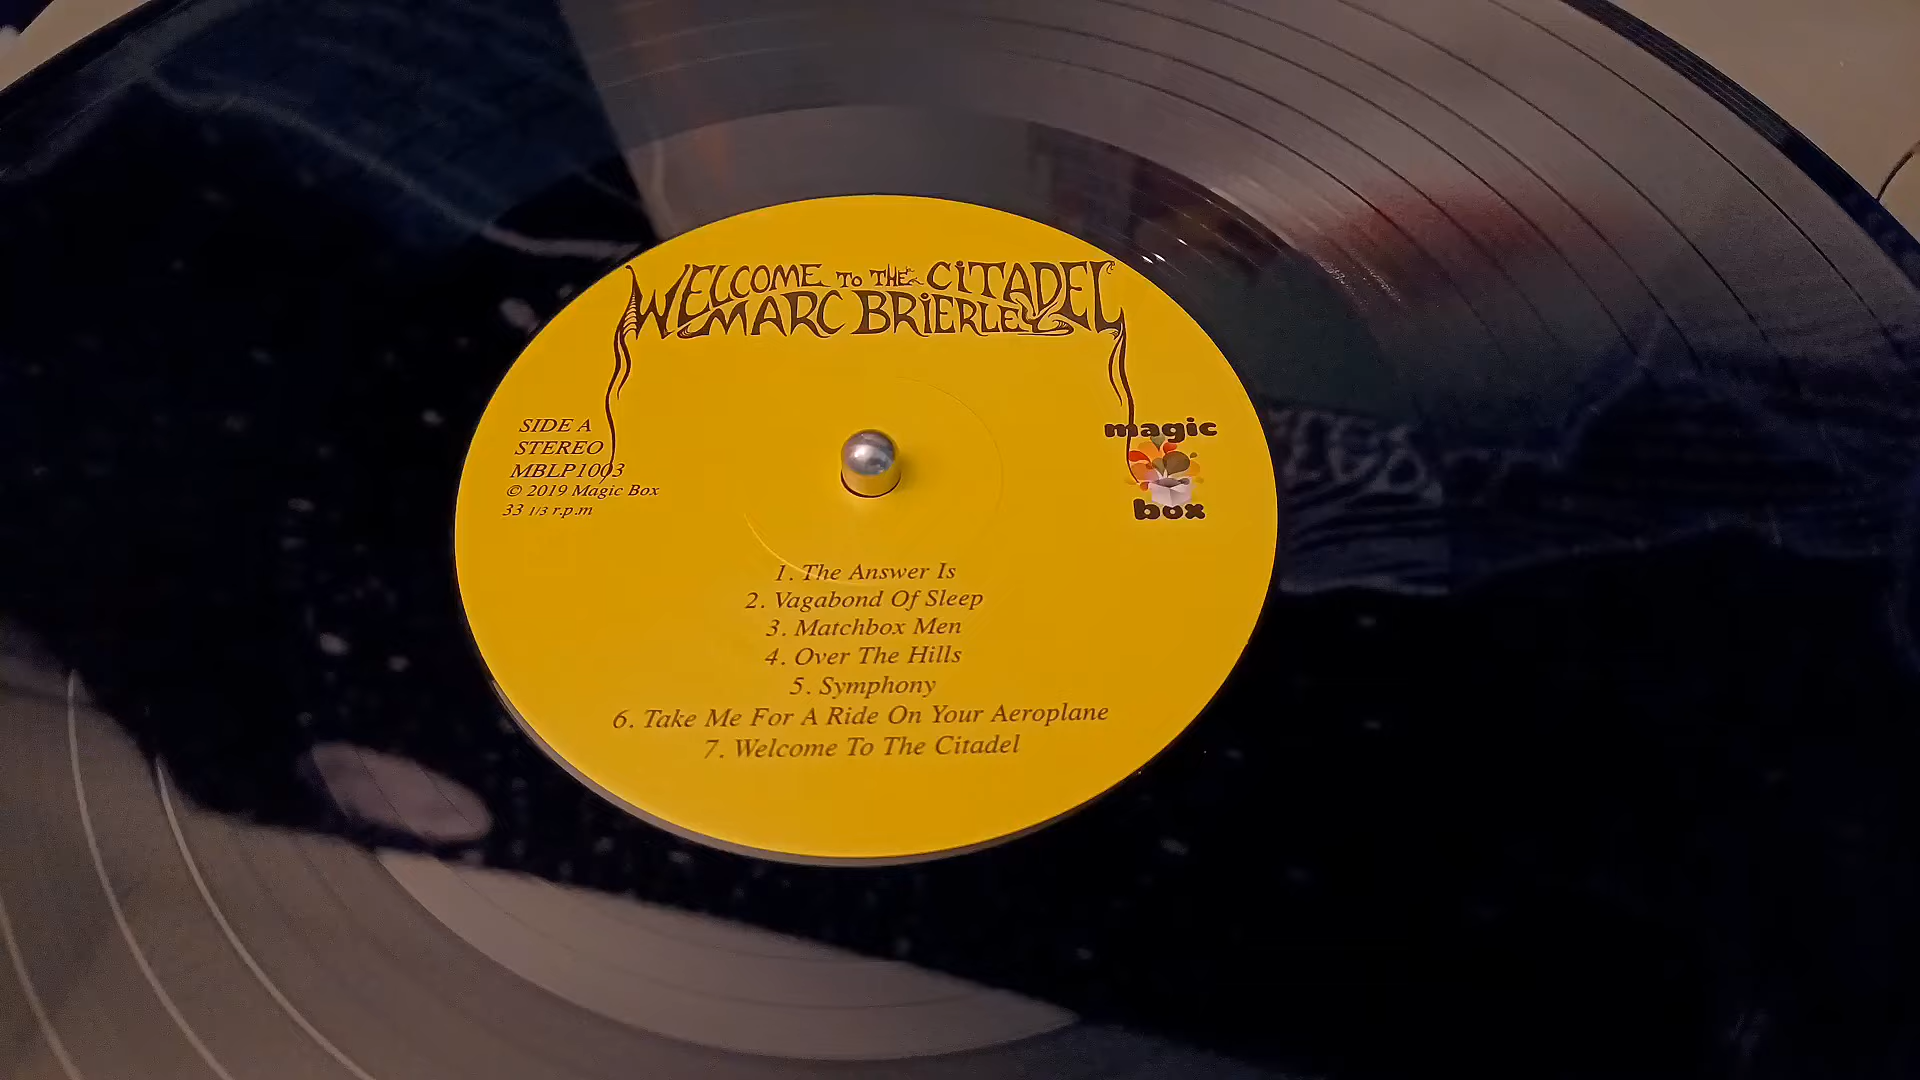 WELCOME TO THE CITADEL
MARC BRIERLEY
SIDE A
STEREO
MBLP1003
© 2019 Magic Box
33 1/3 r.p.m
magic
box
1. The Answer Is
2. Vagabond Of Sleep
3. Matchbox Men
4. Over The Hills
5. Symphony
6. Take Me For A Ride On Your Aeroplane
7. Welcome To The Citadel